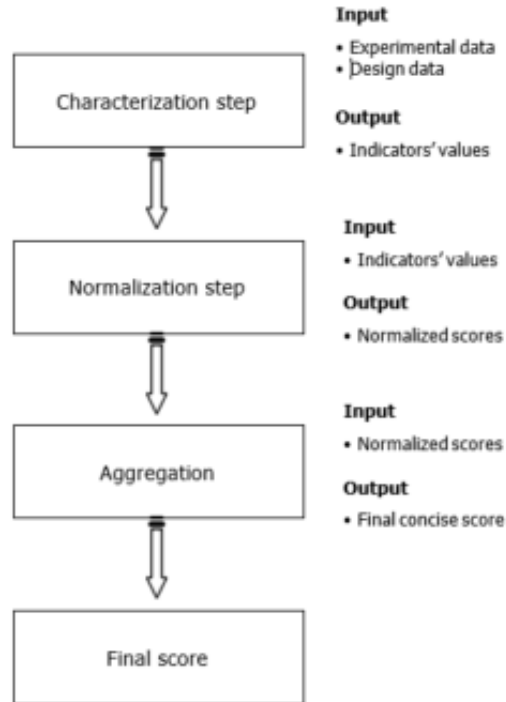 Input
• Experimental data
• Design data
Characterization step
Output
• Indicators' values
Input
• Indicators' values
Normalization step
Output
• Normalized scores
Input
• Normalized scores
Aggregation
Output
• Final concise score
Final score